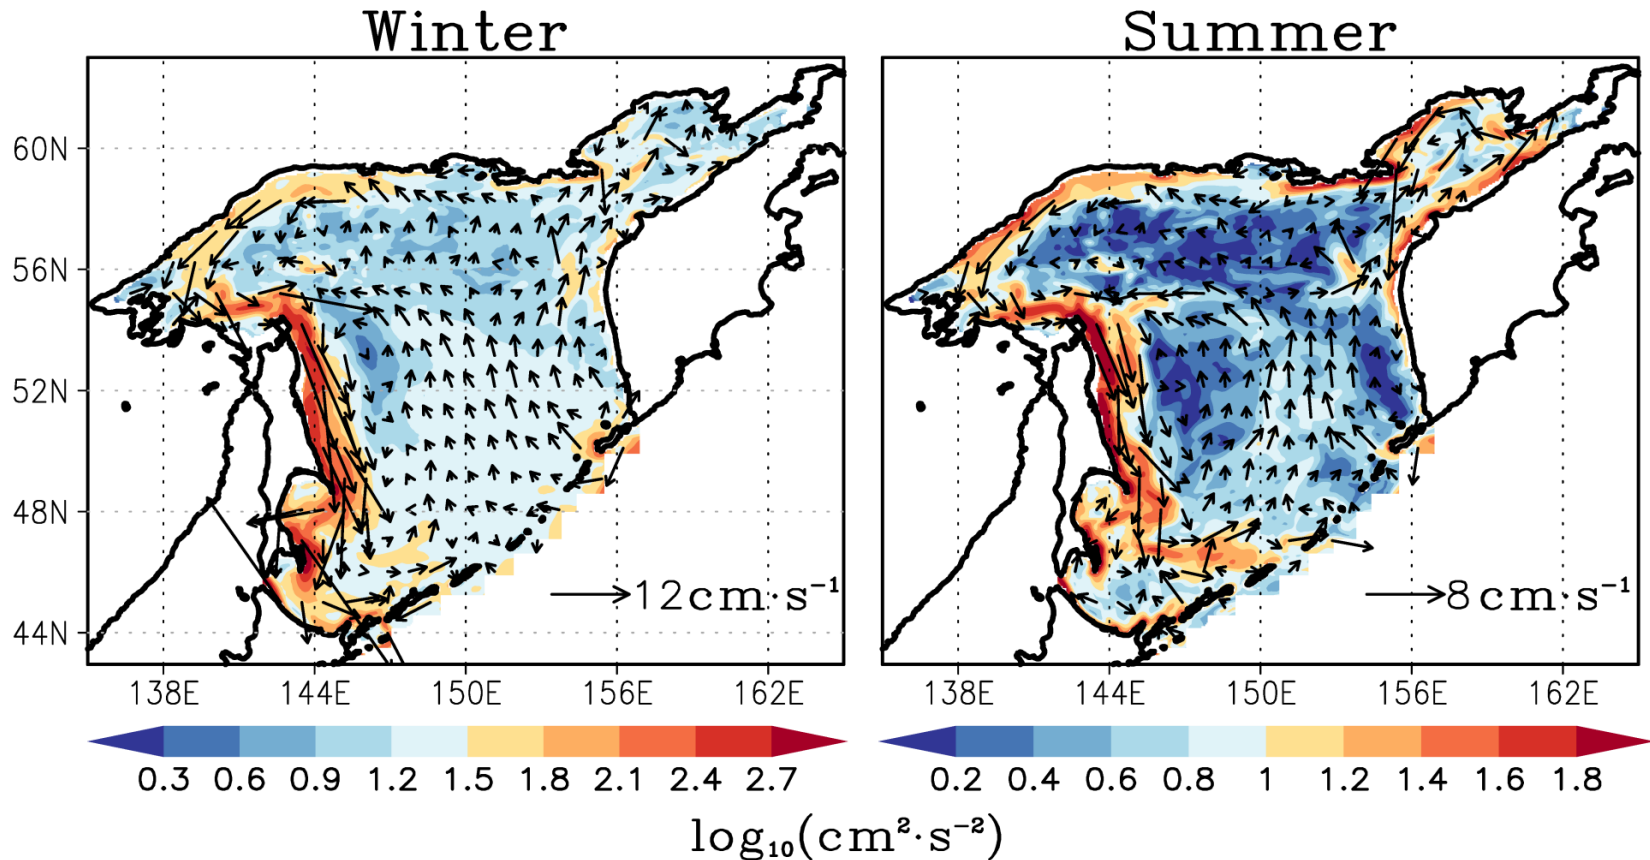 Winter Summer
60N
56N
52N
48N
44N
12cm·s⁻¹ 8cm·s⁻¹
138E 144E 150E 156E 162E 138E 144E 150E 156E 162E
0.3 0.6 0.9 1.2 1.5 1.8 2.1 2.4 2.7 0.2 0.4 0.6 0.8 1 1.2 1.4 1.6 1.8
log₁₀(cm²·s⁻²)